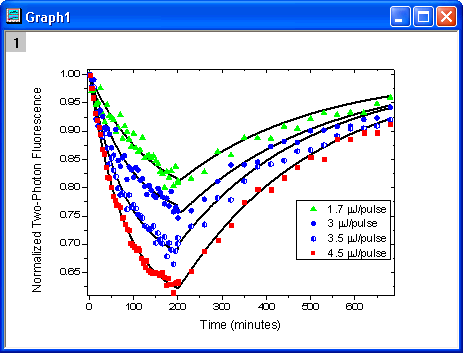 Graph1
1
Normalized Two-Photon Fluorescence
1.00
0.95
0.90
0.85
0.80
0.75
0.70
0.65
1.7 µJ/pulse
3 µJ/pulse
3.5 µJ/pulse
4.5 µJ/pulse
0 50 100 150 200 300 400 500 600
Time (minutes)